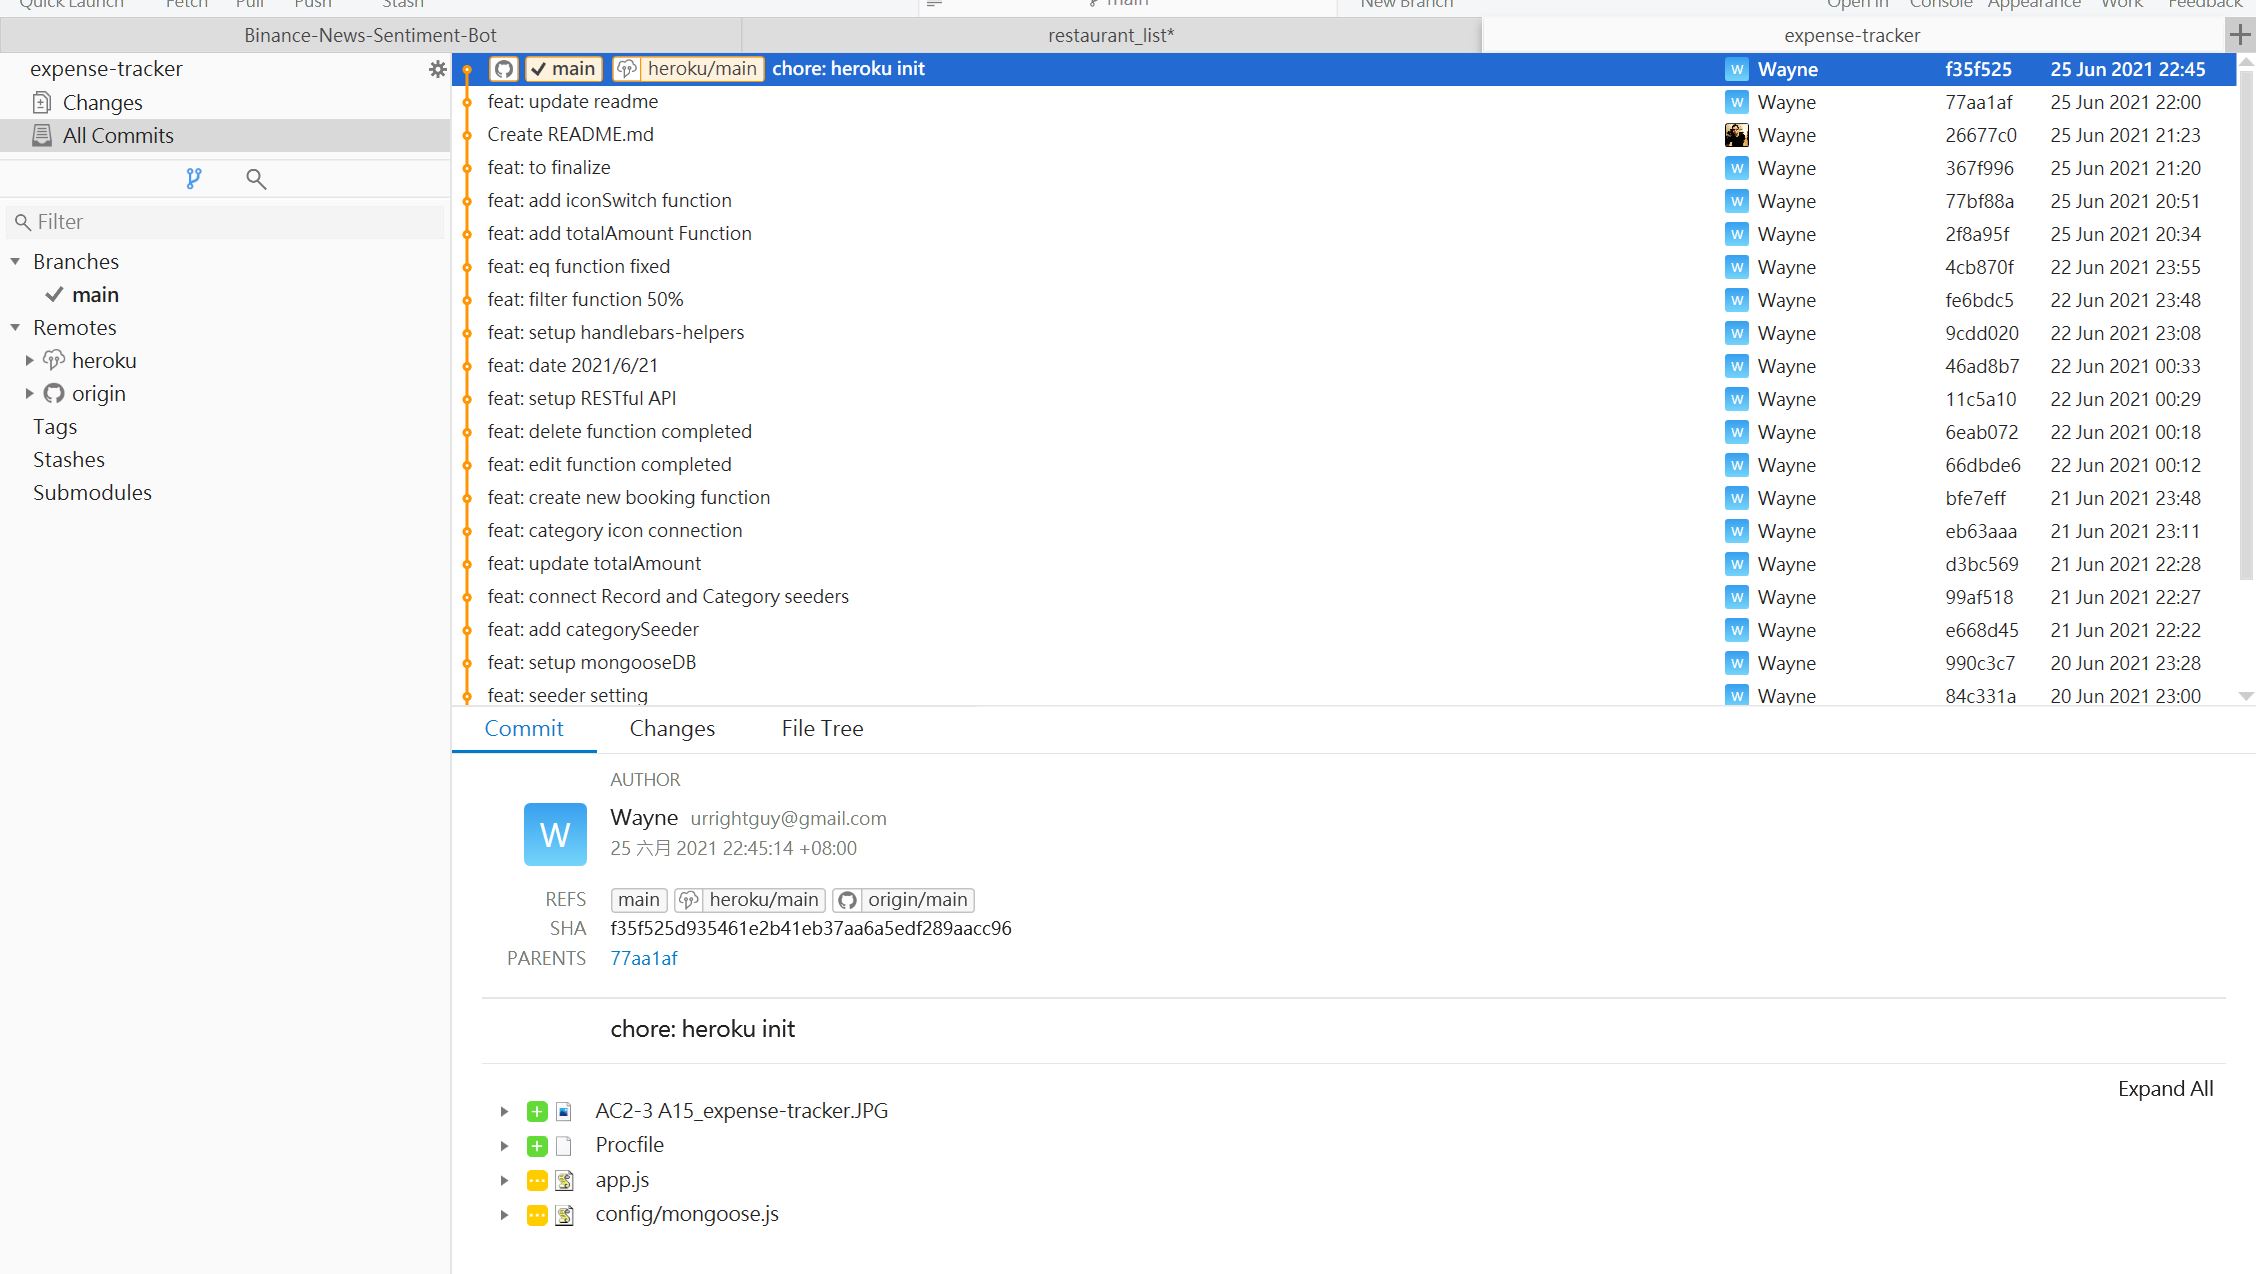 Quick Launch Fetch Pull Push Stash main New Branch Open in Console Appearance Work Feedback
Binance-News-Sentiment-Bot restaurant_list* expense-tracker
expense-tracker
Changes
All Commits
Filter
Branches
main
Remotes
heroku
origin
Tags
Stashes
Submodules
main heroku/main chore: heroku init W Wayne f35f525 25 Jun 2021 22:45
feat: update readme W Wayne 77aa1af 25 Jun 2021 22:00
Create README.md Wayne 26677c0 25 Jun 2021 21:23
feat: to finalize W Wayne 367f996 25 Jun 2021 21:20
feat: add iconSwitch function W Wayne 77bf88a 25 Jun 2021 20:51
feat: add totalAmount Function W Wayne 2f8a95f 25 Jun 2021 20:34
feat: eq function fixed W Wayne 4cb870f 22 Jun 2021 23:55
feat: filter function 50% W Wayne fe6bdc5 22 Jun 2021 23:48
feat: setup handlebars-helpers W Wayne 9cdd020 22 Jun 2021 23:08
feat: date 2021/6/21 W Wayne 46ad8b7 22 Jun 2021 00:33
feat: setup RESTful API W Wayne 11c5a10 22 Jun 2021 00:29
feat: delete function completed W Wayne 6eab072 22 Jun 2021 00:18
feat: edit function completed W Wayne 66dbde6 22 Jun 2021 00:12
feat: create new booking function W Wayne bfe7eff 21 Jun 2021 23:48
feat: category icon connection W Wayne eb63aaa 21 Jun 2021 23:11
feat: update totalAmount W Wayne d3bc569 21 Jun 2021 22:28
feat: connect Record and Category seeders W Wayne 99af518 21 Jun 2021 22:27
feat: add categorySeeder W Wayne e668d45 21 Jun 2021 22:22
feat: setup mongooseDB W Wayne 990c3c7 20 Jun 2021 23:28
feat: seeder setting W Wayne 84c331a 20 Jun 2021 23:00
Commit Changes File Tree
AUTHOR
W
Wayne urrightguy@gmail.com
25 六月 2021 22:45:14 +08:00
REFS main heroku/main origin/main
SHA f35f525d935461e2b41eb37aa6a5edf289aacc96
PARENTS 77aa1af
chore: heroku init
Expand All
AC2-3 A15_expense-tracker.JPG
Procfile
app.js
config/mongoose.js